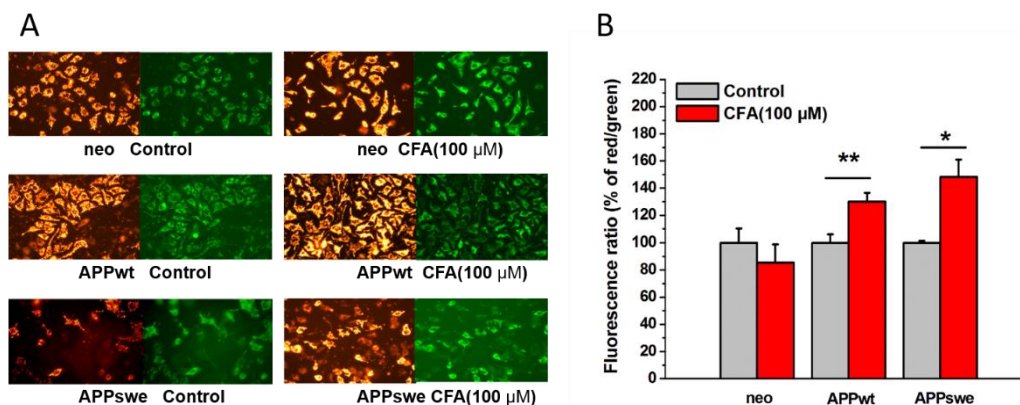 A
neo Control
neo CFA(100 µM)
APPwt Control
APPwt CFA(100 µM)
APPswe Control
APPswe CFA(100 µM)
B
Fluorescence ratio (% of red/green)
220
200
180
160
140
120
100
80
60
40
20
0
Control
CFA(100 µM)
**
*
neo
APPwt
APPswe